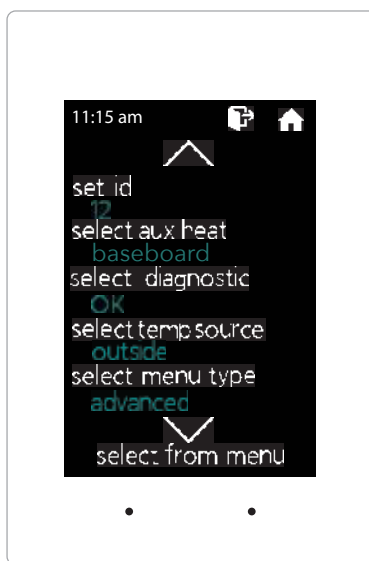 11:15 am
set id
12
select aux heat
baseboard
select diagnostic
OK
select temp source
outside
select menu type
advanced
select from menu